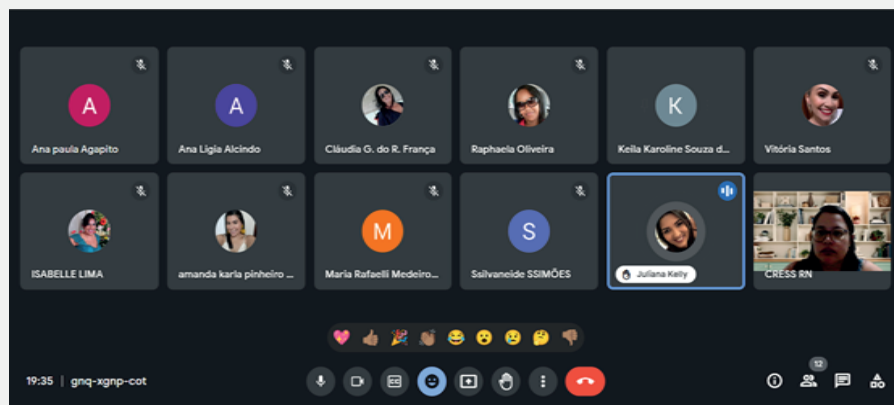 A
A
K
Ana paula Agapito
Ana Ligia Alcindo
Cláudia G. do R. França
Raphaela Oliveira
Keila Karoline Souza d...
Vitória Santos
M
S
ISABELLE LIMA
amanda karla pinheiro ...
Maria Rafaelli Medeiro...
Ssilvaneide SSIMÕES
Juliana Kelly
CRESS RN
12
19:35 | gnq-xgnp-cot
CC